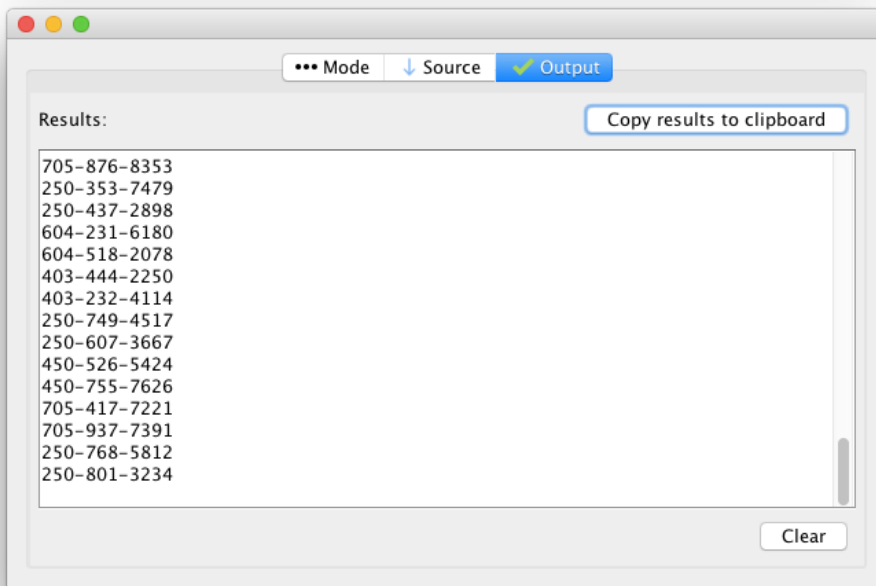 ••• Mode
Source
Output
Results:
Copy results to clipboard
705-876-8353
250-353-7479
250-437-2898
604-231-6180
604-518-2078
403-444-2250
403-232-4114
250-749-4517
250-607-3667
450-526-5424
450-755-7626
705-417-7221
705-937-7391
250-768-5812
250-801-3234
Clear